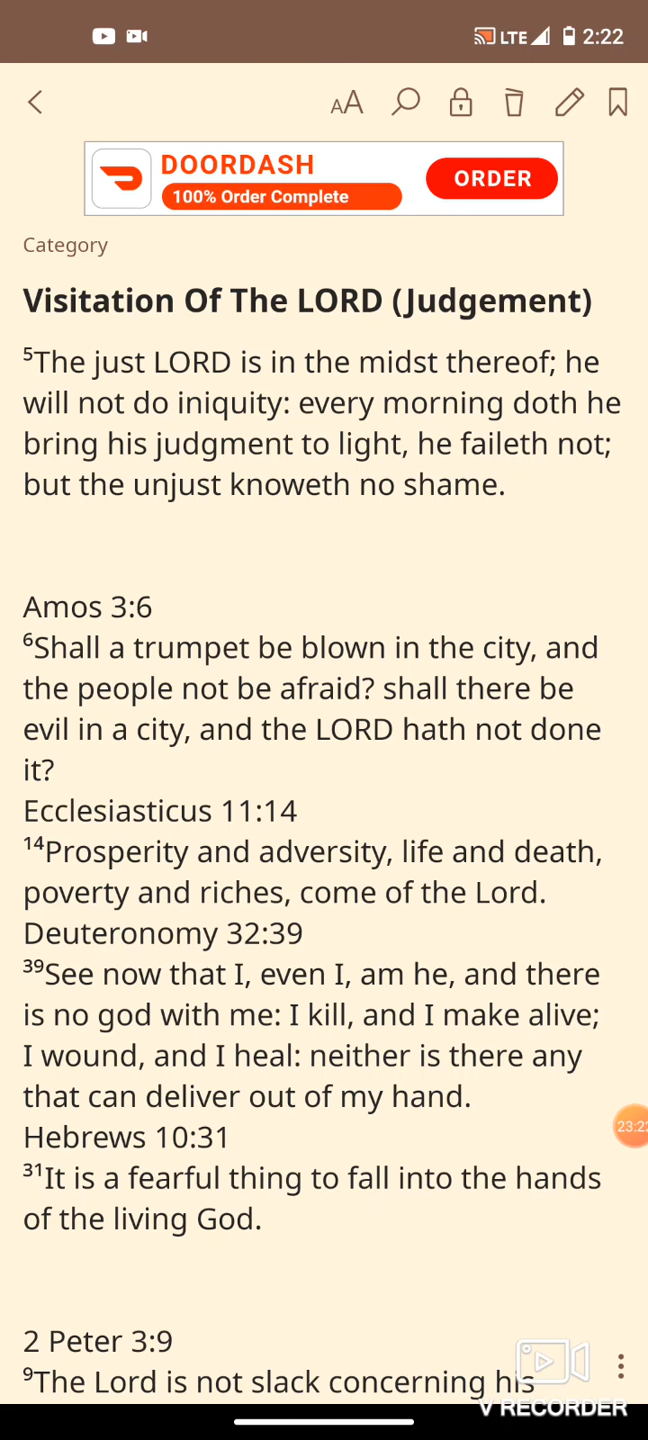 LTE 2:22
AA
DOORDASH
100% Order Complete
ORDER
Category
Visitation Of The LORD (Judgement)
⁵The just LORD is in the midst thereof; he
will not do iniquity: every morning doth he
bring his judgment to light, he faileth not;
but the unjust knoweth no shame.
Amos 3:6
⁶Shall a trumpet be blown in the city, and
the people not be afraid? shall there be
evil in a city, and the LORD hath not done
it?
Ecclesiasticus 11:14
¹⁴Prosperity and adversity, life and death,
poverty and riches, come of the Lord.
Deuteronomy 32:39
³⁹See now that I, even I, am he, and there
is no god with me: I kill, and I make alive;
I wound, and I heal: neither is there any
that can deliver out of my hand.
23:22
Hebrews 10:31
³¹It is a fearful thing to fall into the hands
of the living God.
2 Peter 3:9
⁹The Lord is not slack concerning his
V RECORDER